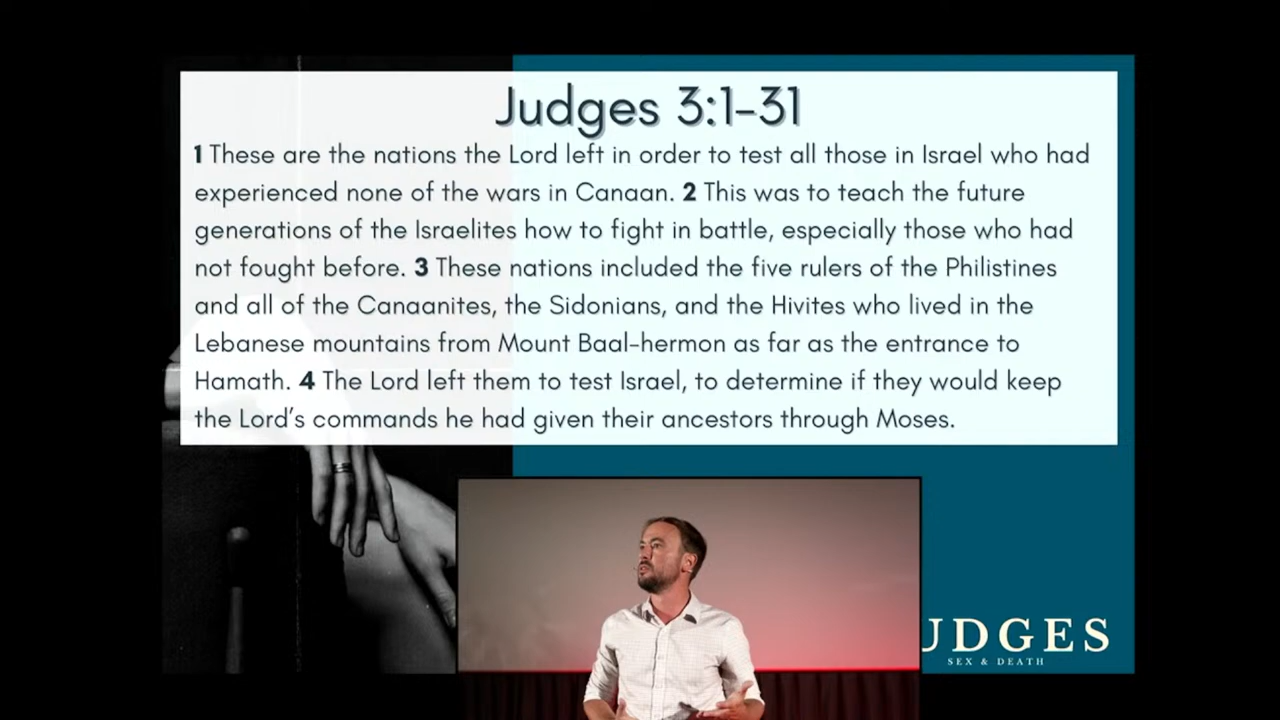 Judges 3:1–31
1 These are the nations the Lord left in order to test all those in Israel who had
experienced none of the wars in Canaan. 2 This was to teach the future
generations of the Israelites how to fight in battle, especially those who had
not fought before. 3 These nations included the five rulers of the Philistines
and all of the Canaanites, the Sidonians, and the Hivites who lived in the
Lebanese mountains from Mount Baal-hermon as far as the entrance to
Hamath. 4 The Lord left them to test Israel, to determine if they would keep
the Lord’s commands he had given their ancestors through Moses.
UDGES
SEX & DEATH